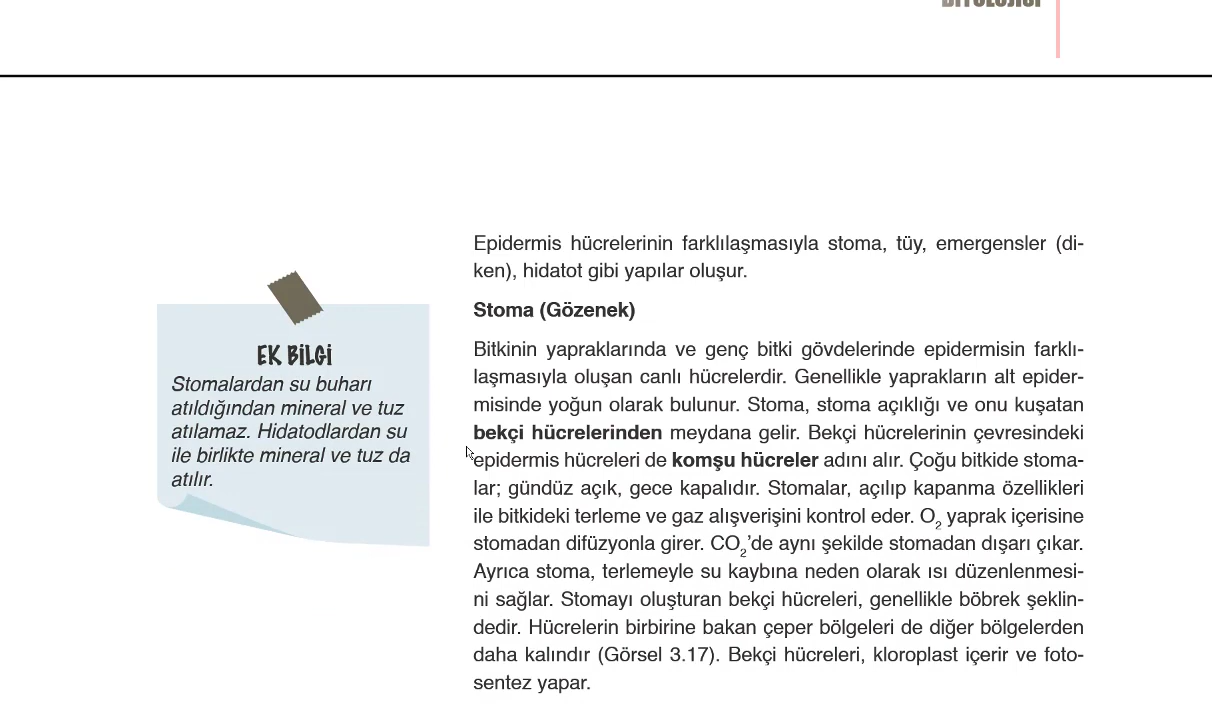 Epidermis hücrelerinin farklılaşmasıyla stoma, tüy, emergensler (di-
ken), hidatot gibi yapılar oluşur.
Stoma (Gözenek)
Bitkinin yapraklarında ve genç bitki gövdelerinde epidermisin farklı-
laşmasıyla oluşan canlı hücrelerdir. Genellikle yaprakların alt epider-
misinde yoğun olarak bulunur. Stoma, stoma açıklığı ve onu kuşatan
bekçi hücrelerinden meydana gelir. Bekçi hücrelerinin çevresindeki
epidermis hücreleri de komşu hücreler adını alır. Çoğu bitkide stoma-
lar; gündüz açık, gece kapalıdır. Stomalar, açılıp kapanma özellikleri
ile bitkideki terleme ve gaz alışverişini kontrol eder. O₂ yaprak içerisine
stomadan difüzyonla girer. CO₂’de aynı şekilde stomadan dışarı çıkar.
Ayrıca stoma, terlemeyle su kaybına neden olarak ısı düzenlenmesi-
ni sağlar. Stomayı oluşturan bekçi hücreleri, genellikle böbrek şeklin-
dedir. Hücrelerin birbirine bakan çeper bölgeleri de diğer bölgelerden
daha kalındır (Görsel 3.17). Bekçi hücreleri, kloroplast içerir ve foto-
sentez yapar.
EK BİLGİ
Stomalardan su buharı
atıldığından mineral ve tuz
atılamaz. Hidatodlardan su
ile birlikte mineral ve tuz da
atılır.